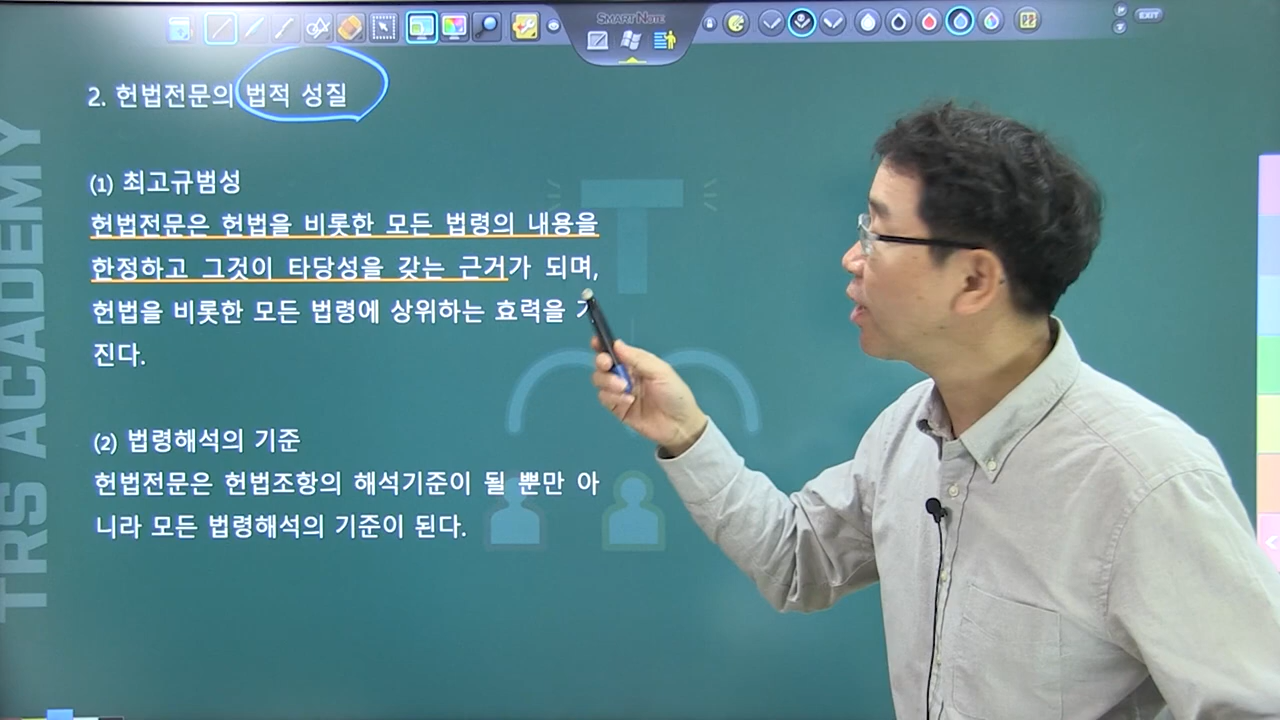 SMART NOTE
EXIT
2. 헌법전문의 법적 성질
(1) 최고규범성
헌법전문은 헌법을 비롯한 모든 법령의 내용을
한정하고 그것이 타당성을 갖는 근거가 되며,
헌법을 비롯한 모든 법령에 상위하는 효력을
진다.
(2) 법령해석의 기준
헌법전문은 헌법조항의 해석기준이 될 뿐만 아
니라 모든 법령해석의 기준이 된다.
TRS ACADEMY